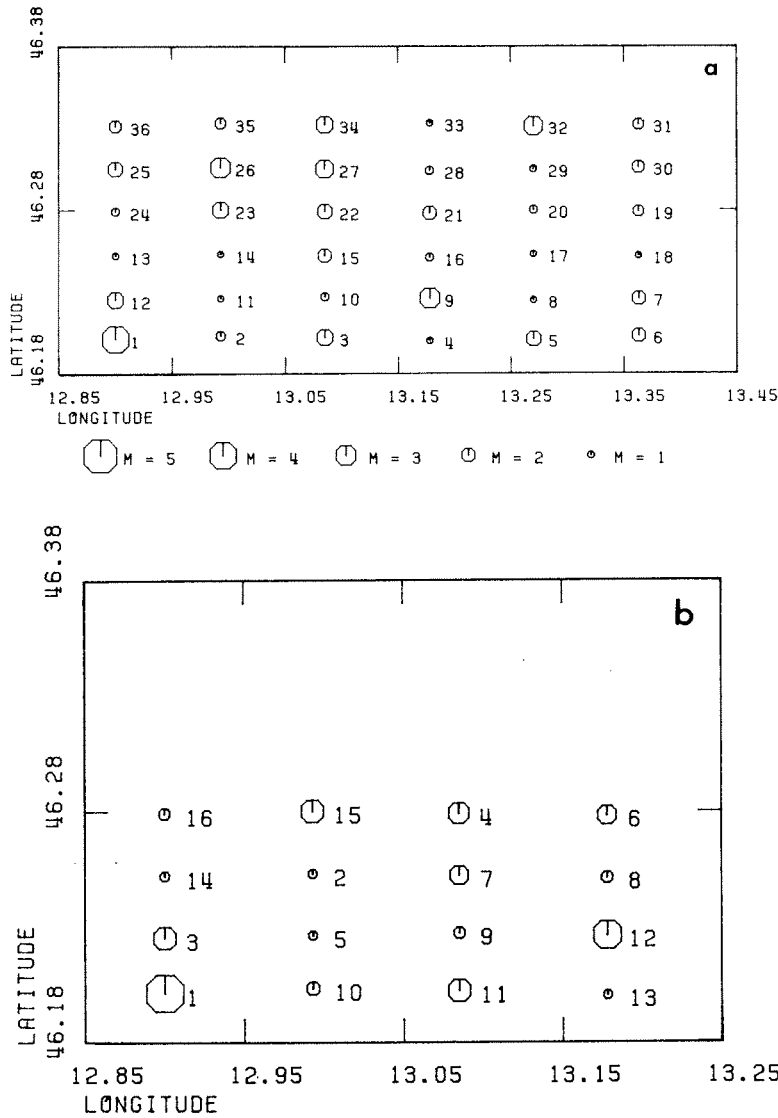 46.38
a
36 35 34 33 32 31
25 26 27 28 29 30
46.28
24 23 22 21 20 19
13 14 15 16 17 18
12 11 10 9 8 7
LATITUDE
46.18
1 2 3 4 5 6
12.85 12.95 13.05 13.15 13.25 13.35 13.45
LONGITUDE
M = 5 M = 4 M = 3 M = 2 M = 1
46.38
b
46.28
16 15 4 6
14 2 7 8
3 5 9 12
LATITUDE
46.18
1 10 11 13
12.85 12.95 13.05 13.15 13.25
LONGITUDE